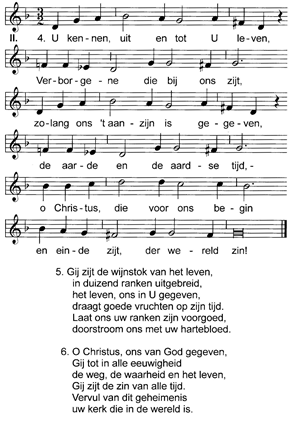 II. 4. U ken-nen, uit en tot U le-ven,
Ver-bor-ge-ne die bij ons zijt,
zo-lang ons 't aan-zijn is ge-ge-ven,
de aar-de en de aard-se tijd,-
o Chris-tus, die voor ons be-gin
en ein-de zijt, der we-reld zin!
5. Gij zijt de wijnstok van het leven,
in duizend ranken uitgebreid,
het leven, ons in U gegeven,
draagt goede vruchten op zijn tijd.
Laat ons uw ranken zijn voorgoed,
doorstroom ons met uw hartebloed.
6. O Christus, ons van God gegeven,
Gij tot in alle eeuwigheid
de weg, de waarheid en het leven,
Gij zijt de zin van alle tijd.
Vervul van dit geheimenis
uw kerk die in de wereld is.